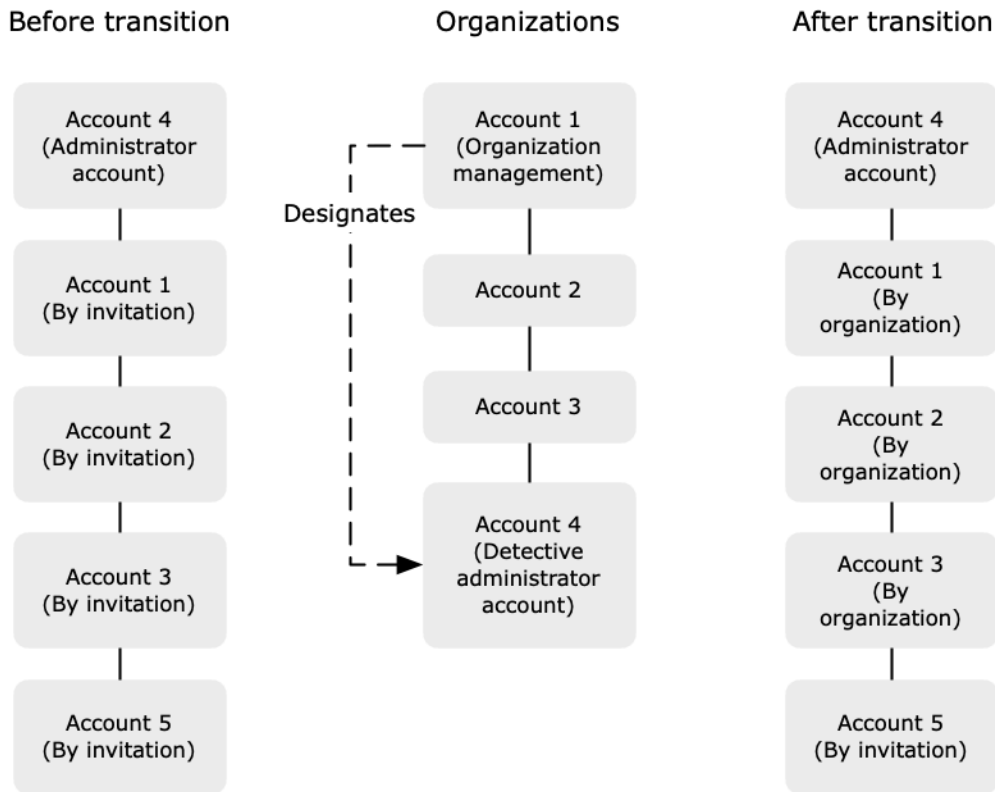 Before transition
Account 4
(Administrator
account)
Account 1
(By invitation)
Account 2
(By invitation)
Account 3
(By invitation)
Account 5
(By invitation)
Organizations
Account 1
(Organization
management)
Designates
Account 2
Account 3
Account 4
(Detective
administrator
account)
After transition
Account 4
(Administrator
account)
Account 1
(By
organization)
Account 2
(By
organization)
Account 3
(By
organization)
Account 5
(By invitation)